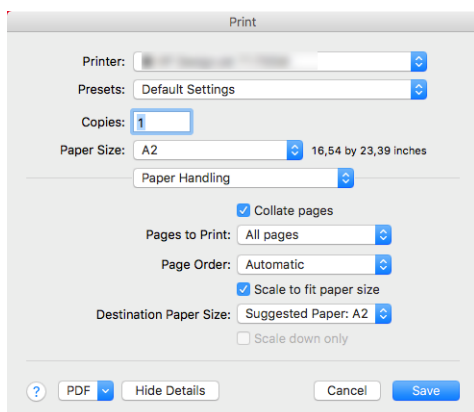 Print
Printer:
Presets: Default Settings
Copies: 1
Paper Size: A2 16,54 by 23,39 inches
Paper Handling
Collate pages
Pages to Print: All pages
Page Order: Automatic
Scale to fit paper size
Destination Paper Size: Suggested Paper: A2
Scale down only
? PDF Hide Details Cancel Save